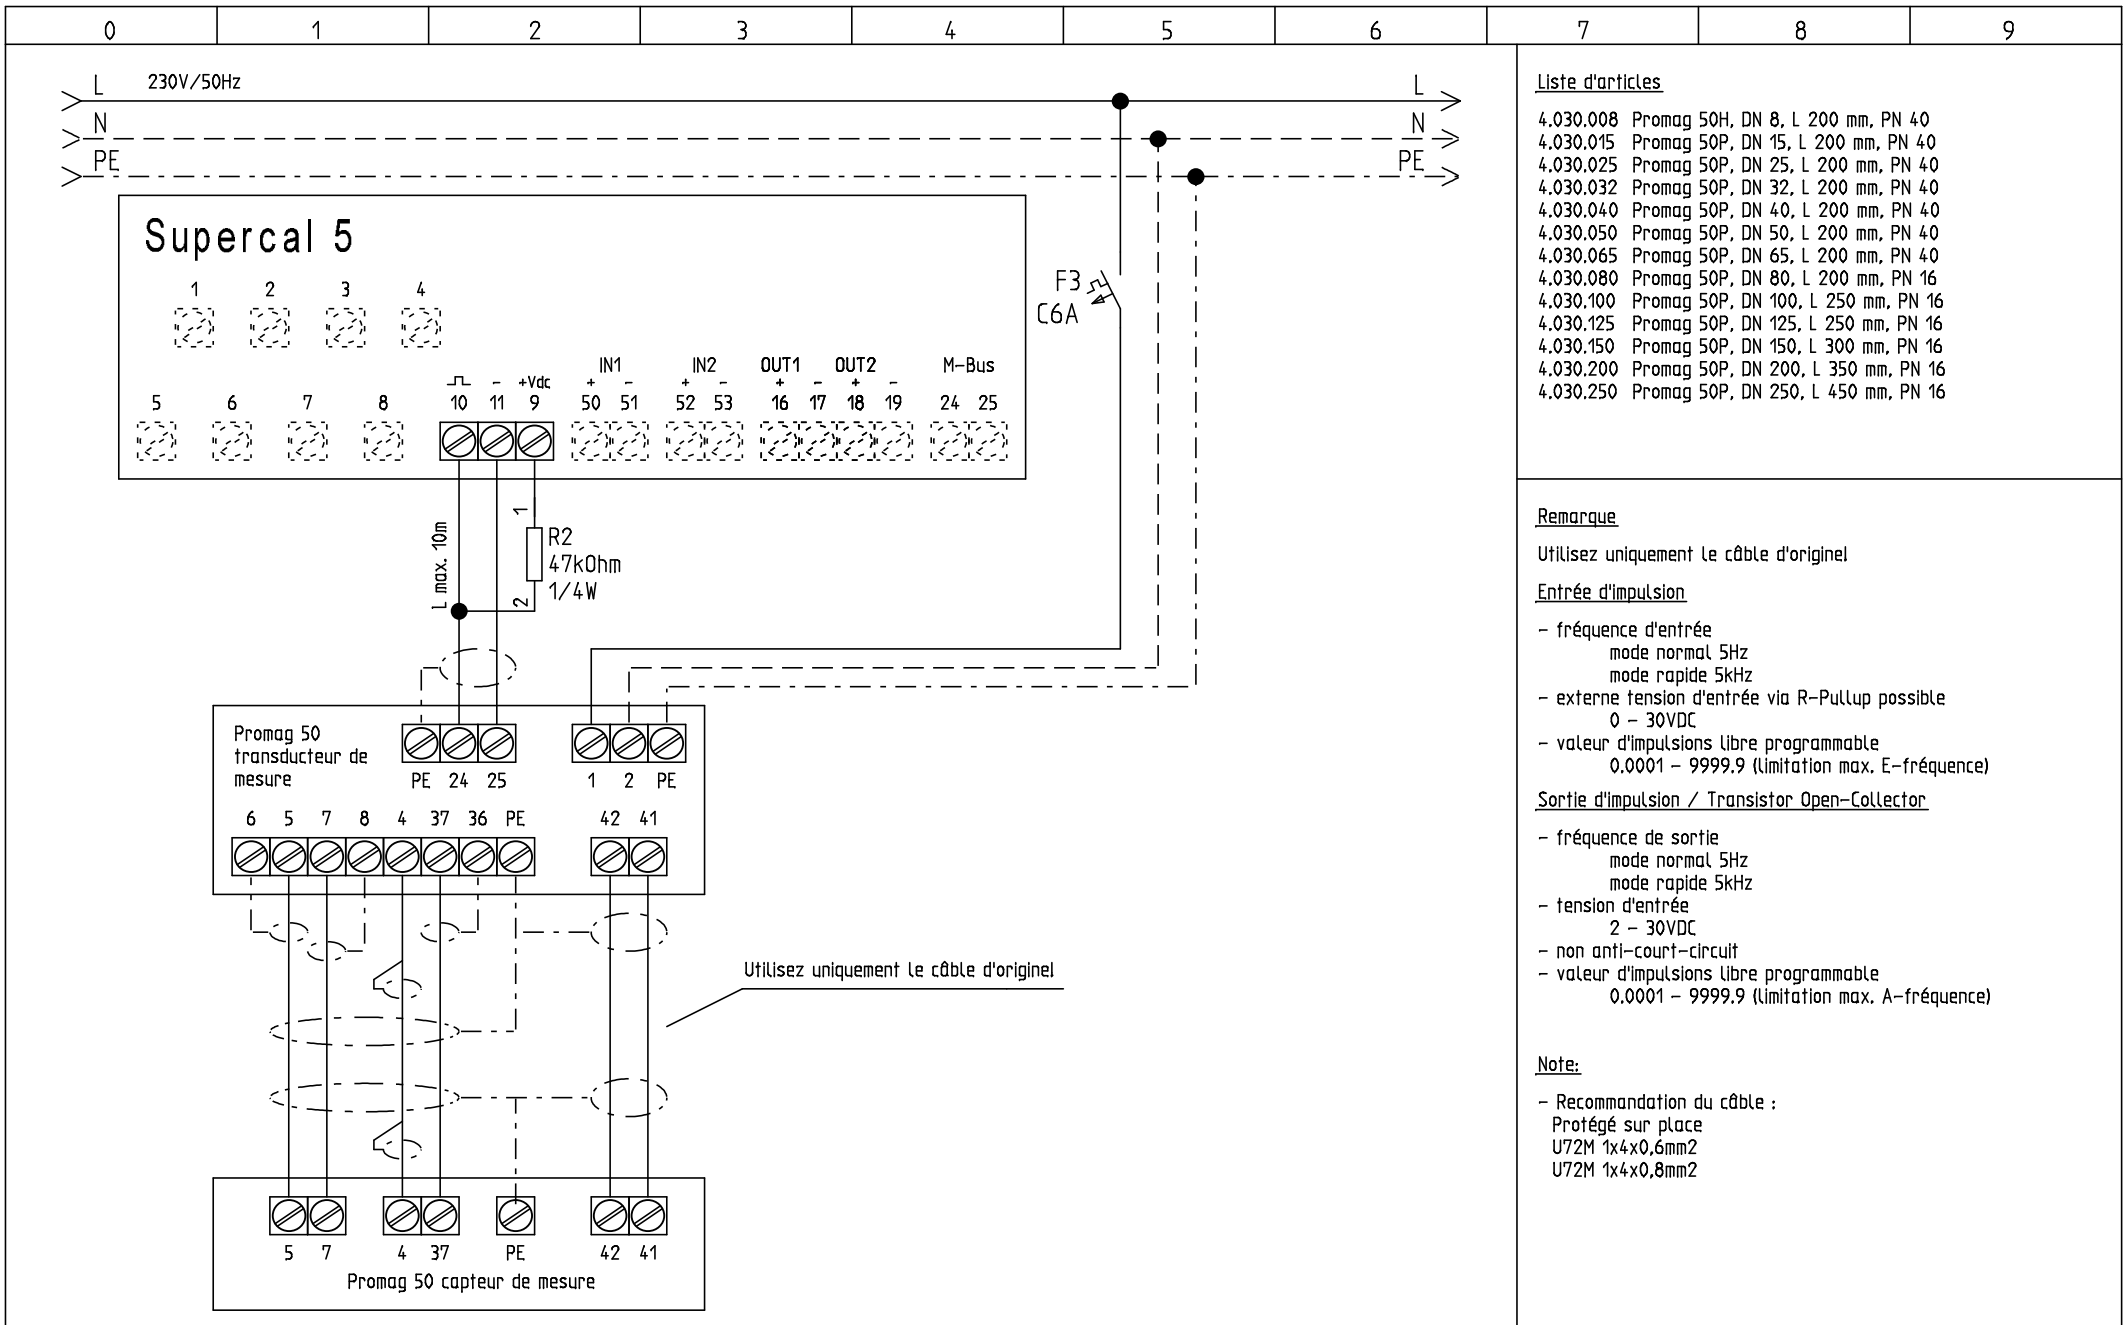 0 1 2 3 4 5 6 7 8 9
L 230V/50Hz L
N N
PE PE
Supercal 5
1 2 3 4
IN1 IN2 OUT1 OUT2 M-Bus
- +Vdc + - + - + - + -
5 6 7 8 10 11 9 50 51 52 53 16 17 18 19 24 25
F3
C6A
L max. 10m
1
R2
47kOhm
1/4W
2
Promag 50
transducteur de
mesure
PE 24 25 1 2 PE
6 5 7 8 4 37 36 PE 42 41
Utilisez uniquement le câble d'origine!
5 7 4 37 PE 42 41
Promag 50 capteur de mesure
Liste d'articles
4.030.008 Promag 50H, DN 8, L 200 mm, PN 40
4.030.015 Promag 50P, DN 15, L 200 mm, PN 40
4.030.025 Promag 50P, DN 25, L 200 mm, PN 40
4.030.032 Promag 50P, DN 32, L 200 mm, PN 40
4.030.040 Promag 50P, DN 40, L 200 mm, PN 40
4.030.050 Promag 50P, DN 50, L 200 mm, PN 40
4.030.065 Promag 50P, DN 65, L 200 mm, PN 40
4.030.080 Promag 50P, DN 80, L 200 mm, PN 16
4.030.100 Promag 50P, DN 100, L 250 mm, PN 16
4.030.125 Promag 50P, DN 125, L 250 mm, PN 16
4.030.150 Promag 50P, DN 150, L 300 mm, PN 16
4.030.200 Promag 50P, DN 200, L 350 mm, PN 16
4.030.250 Promag 50P, DN 250, L 450 mm, PN 16
Remarque
Utilisez uniquement le câble d'origine!
Entrée d'impulsion
- fréquence d'entrée
mode normal 5Hz
mode rapide 5kHz
- externe tension d'entrée via R-Pullup possible
0 - 30VDC
- valeur d'impulsions libre programmable
0.0001 - 9999.9 (limitation max. E-fréquence)
Sortie d'impulsion / Transistor Open-Collector
- fréquence de sortie
mode normal 5Hz
mode rapide 5kHz
- tension d'entrée
2 - 30VDC
- non anti-court-circuit
- valeur d'impulsions libre programmable
0.0001 - 9999.9 (limitation max. A-fréquence)
Note:
- Recommandation du câble :
Protégé sur place
U72M 1x4x0,6mm2
U72M 1x4x0,8mm2